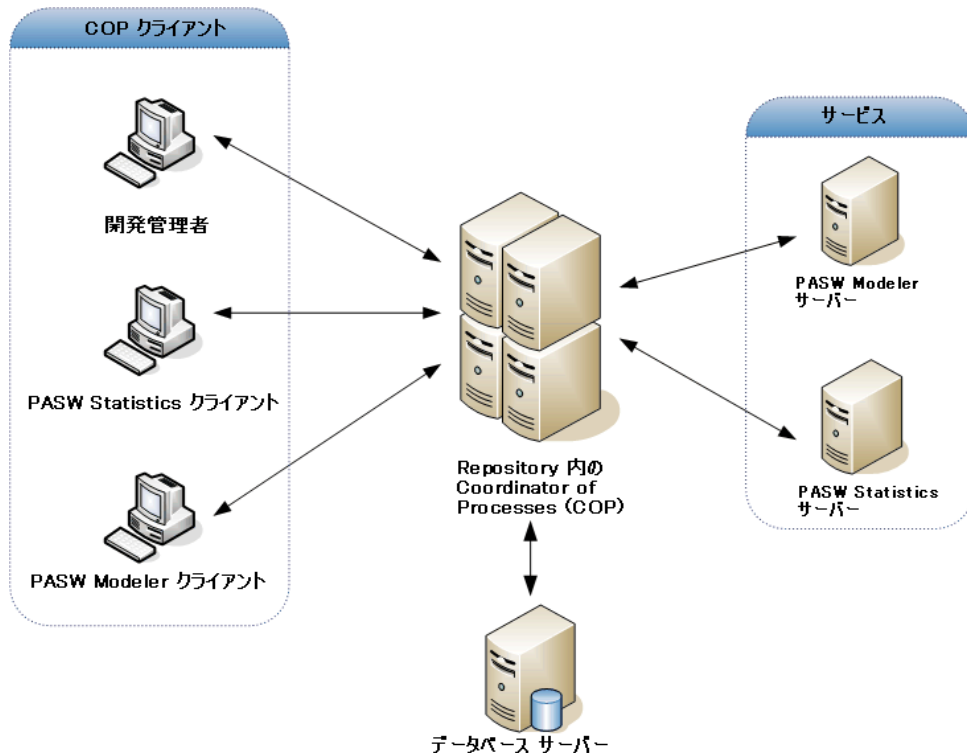 COP クライアント
開発管理者
PASW Statistics クライアント
PASW Modeler クライアント
Repository 内の
Coordinator of
Processes (COP)
データベース サーバー
サービス
PASW Modeler
サーバー
PASW Statistics
サーバー